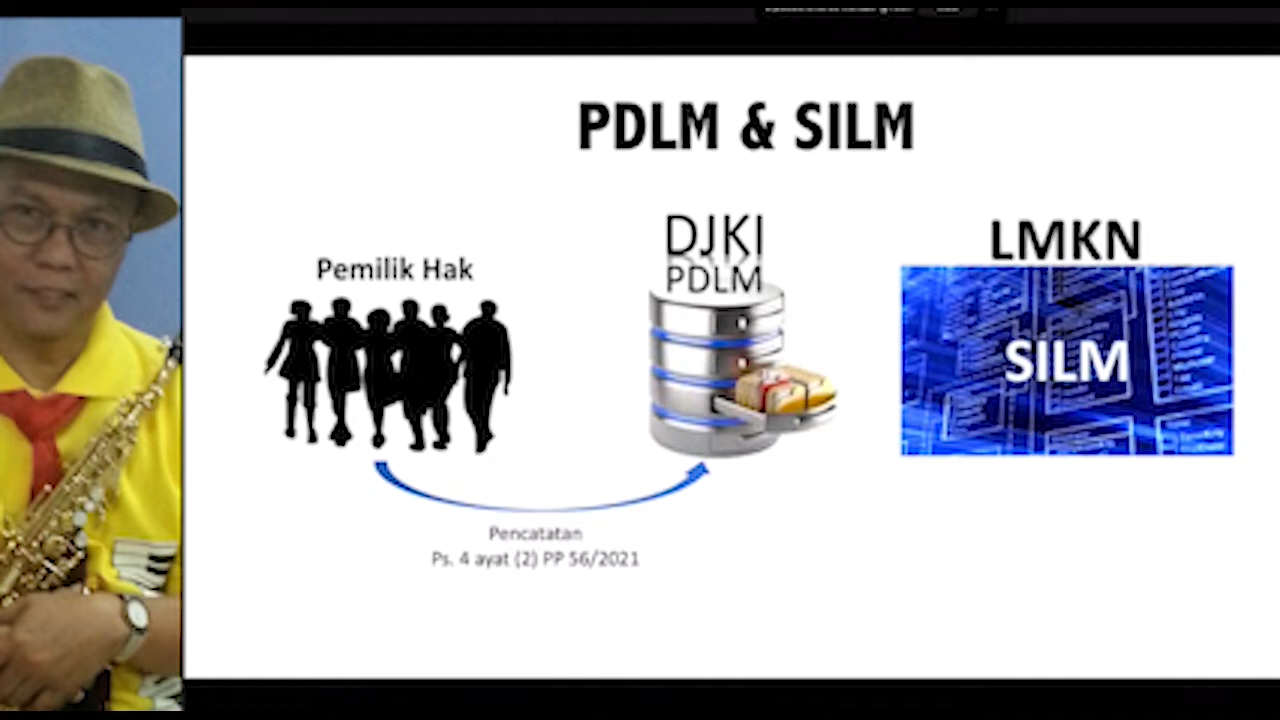 PDLM & SILM
Pemilik Hak
DJKI
PDLM
LMKN
SILM
Pencatatan
Ps. 4 ayat (2) PP 56/2021